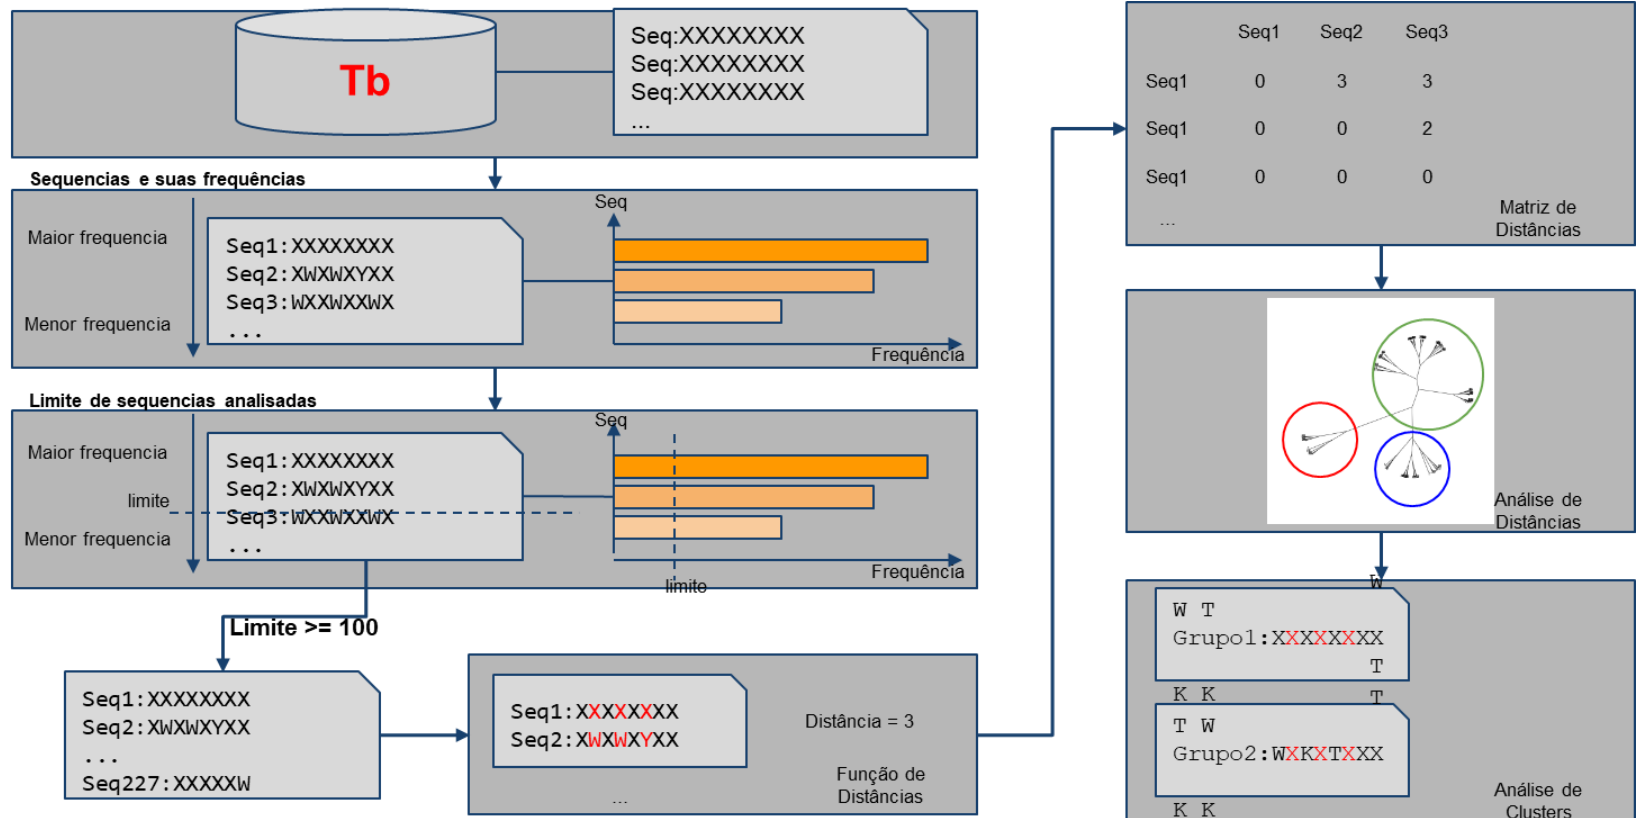 Tb
Seq:XXXXXXXX
Seq:XXXXXXXX
Seq:XXXXXXXX
...
Sequencias e suas frequências
Maior frequencia
Menor frequencia
Seq1:XXXXXXXX
Seq2:XWXWXYXX
Seq3:WXXWXXWX
...
Seq
Frequência
Limite de sequencias analisadas
Maior frequencia
limite
Menor frequencia
Seq1:XXXXXXXX
Seq2:XWXWXYXX
Seq3:WXXWXXWX
...
Seq
Frequência
limite
Limite >= 100
Seq1:XXXXXXXX
Seq2:XWXWXYXX
...
Seq227:XXXXXW
Seq1:XXXXXXXX
Seq2:XWXWXYXX
Distância = 3
Função de
Distâncias
...
Seq1 Seq2 Seq3
Seq1 0 3 3
Seq1 0 0 2
Seq1 0 0 0
...
Matriz de
Distâncias
Análise de
Distâncias
W
W T
Grupo1:XXXXXXXX
T
K K T
T W
Grupo2:WXKXTXXX
K K
Análise de
Clusters